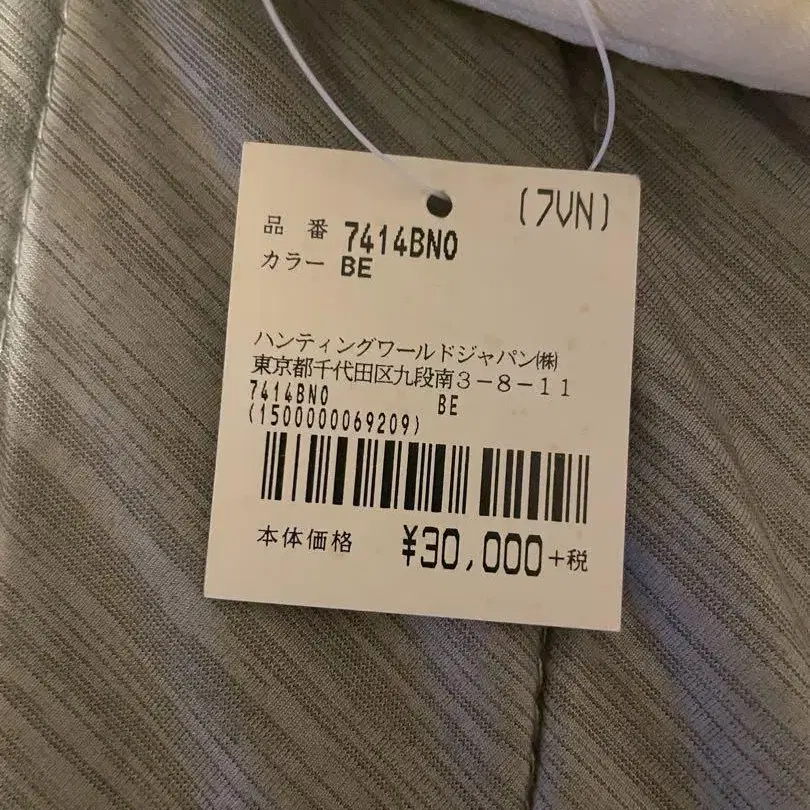 (7VN)
品 番 7414BNO
カラー BE
ハンティングワールドジャパン㈱
東京都千代田区九段南3-8-11
7414BNO BE
(1500000069209)
本体価格 ¥30,000+税